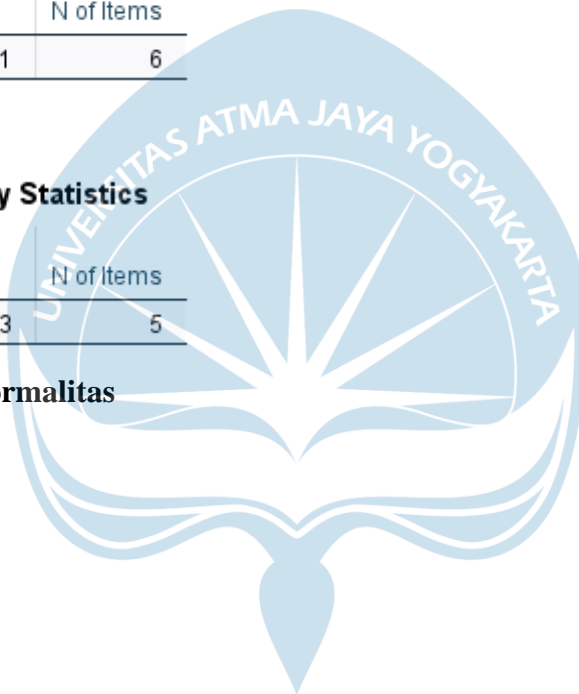 N of Items
1 6
UNIVERSITAS ATMA JAYA YOGYAKARTA
y Statistics
N of Items
3 5
ormalitas